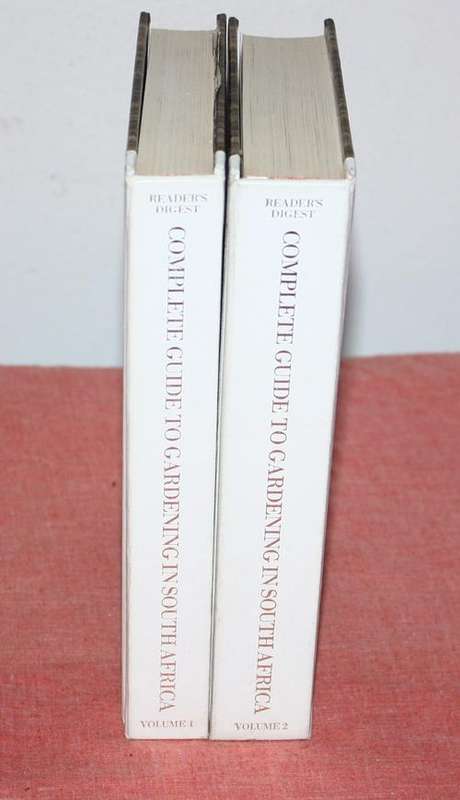 READER'S
DIGEST
COMPLETE GUIDE TO GARDENING IN SOUTH AFRICA
VOLUME 1
READER'S
DIGEST
COMPLETE GUIDE TO GARDENING IN SOUTH AFRICA
VOLUME 2